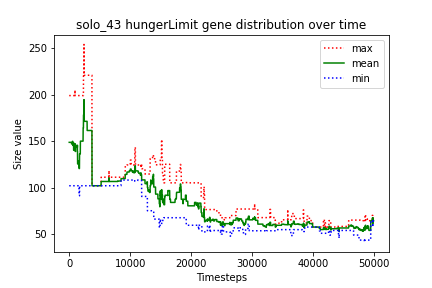 solo_43 hungerLimit gene distribution over time
max
mean
min
Size value
250
200
150
100
50
0
10000
20000
30000
40000
50000
Timesteps